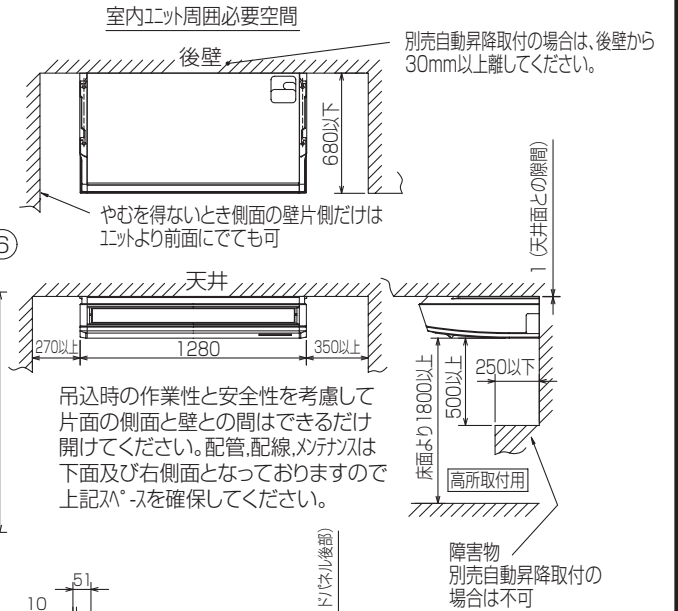 室内ユニット周囲必要空間
後壁
別売自動昇降取付の場合は、後壁から
30mm以上離してください。
680以下
やむを得ないとき側面の壁片側だけは
ユニットより前面にでても可
1 (天井面との隙間)
6
天井
270以上
1280
350以上
250以下
500以上
床面より1800以上
高所取付用
吊込時の作業性と安全性を考慮して
片面の側面と壁との間はできるだけ
開けてください。配管,配線,メンテナンスは
下面及び右側面となっておりますので
上記スペースを確保してください。
障害物
別売自動昇降取付の
場合は不可
51
10
ドパネル後部)